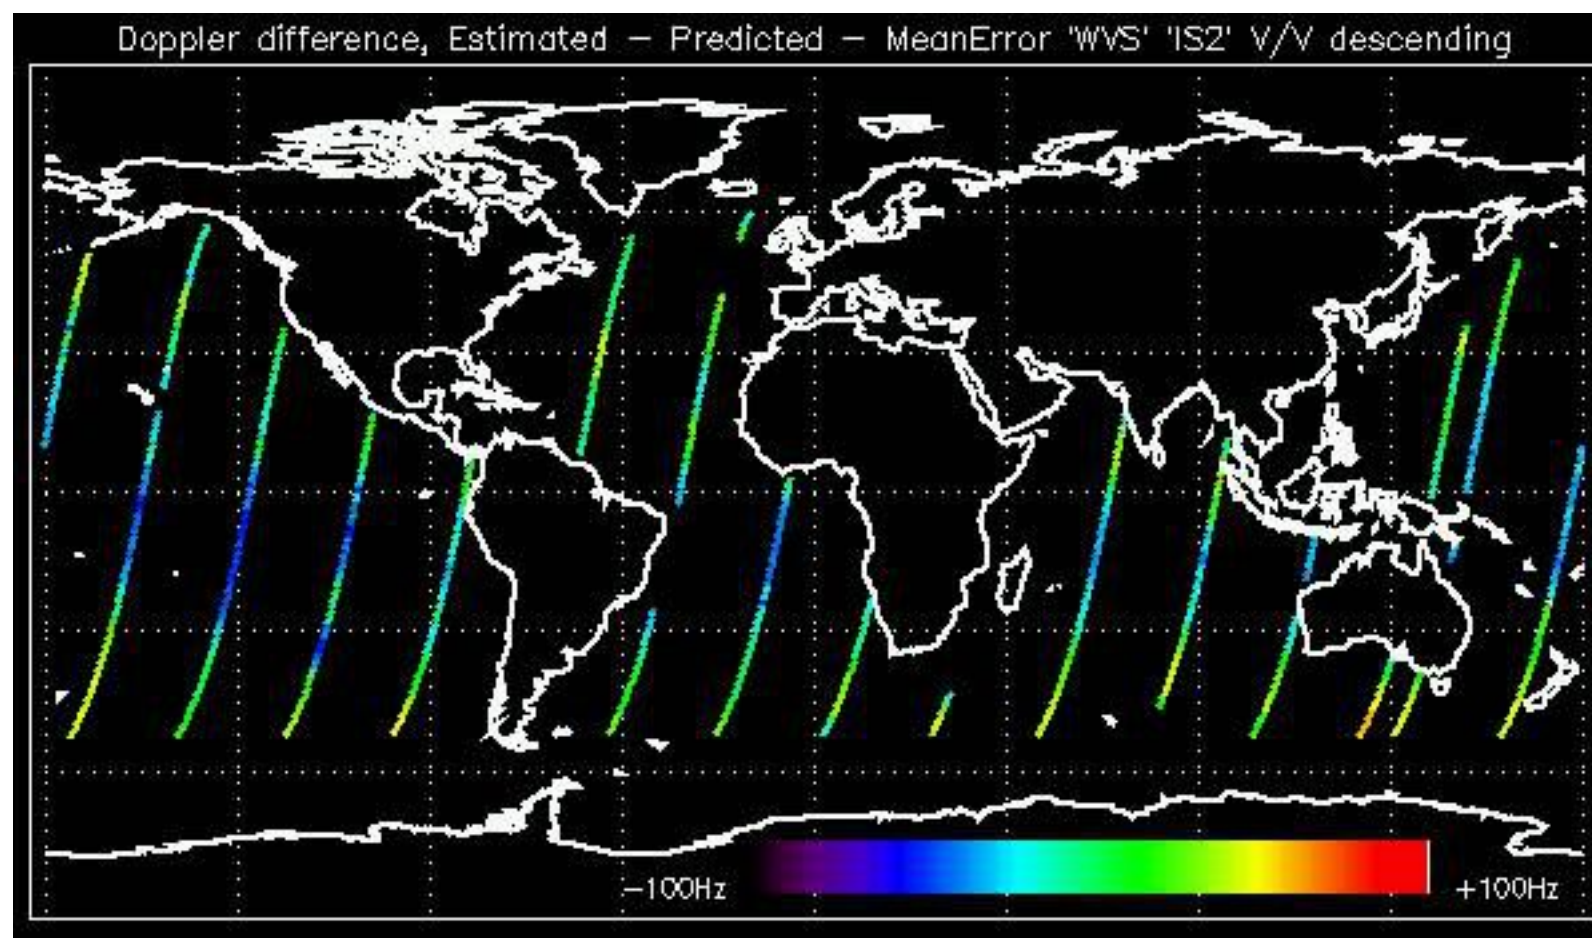 Doppler difference, Estimated − Predicted − MeanError 'WVS' 'IS2' V/V descending
−100Hz +100Hz